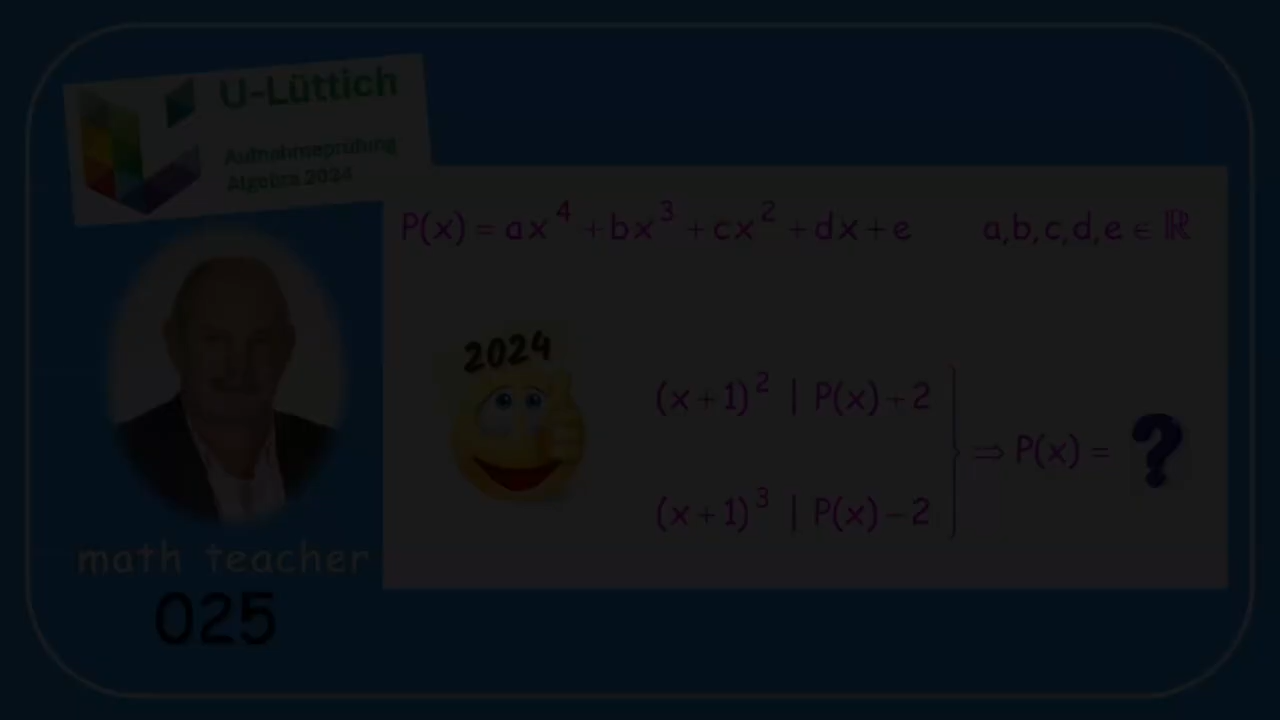 U-Lüttich
Aufnahmeprüfung
Algebra 2024
P(x) = ax⁴ + bx³ + cx² + dx + e a, b, c, d, e ∈ ℝ
2024
(x + 1)² | P(x) + 2
⇒ P(x) = ?
(x + 1)³ | P(x) − 2
math teacher
025